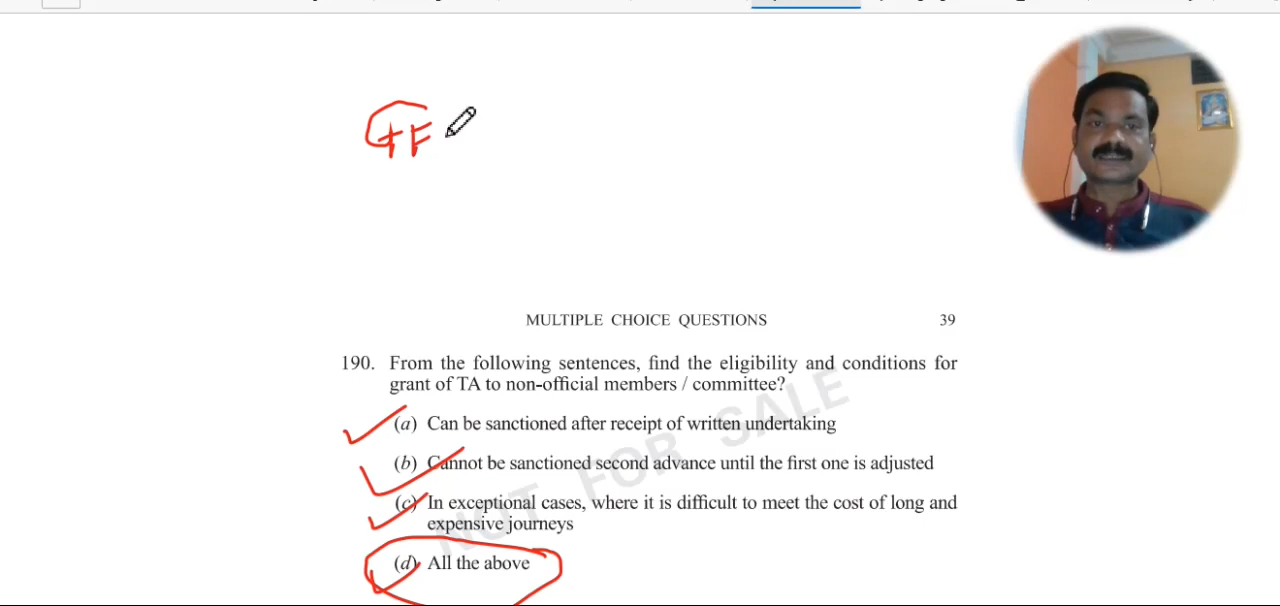 GF
MULTIPLE CHOICE QUESTIONS 39
190. From the following sentences, find the eligibility and conditions for
grant of TA to non-official members / committee?
(a) Can be sanctioned after receipt of written undertaking
(b) Cannot be sanctioned second advance until the first one is adjusted
(c) In exceptional cases, where it is difficult to meet the cost of long and
expensive journeys
(d) All the above
NOT FOR SALE